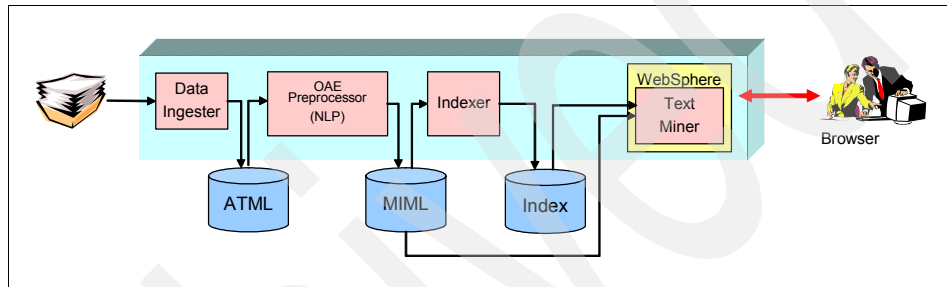 Data
Ingester
OAE
Preprocessor
(NLP)
Indexer
WebSphere
Text
Miner
Browser
ATML
MIML
Index